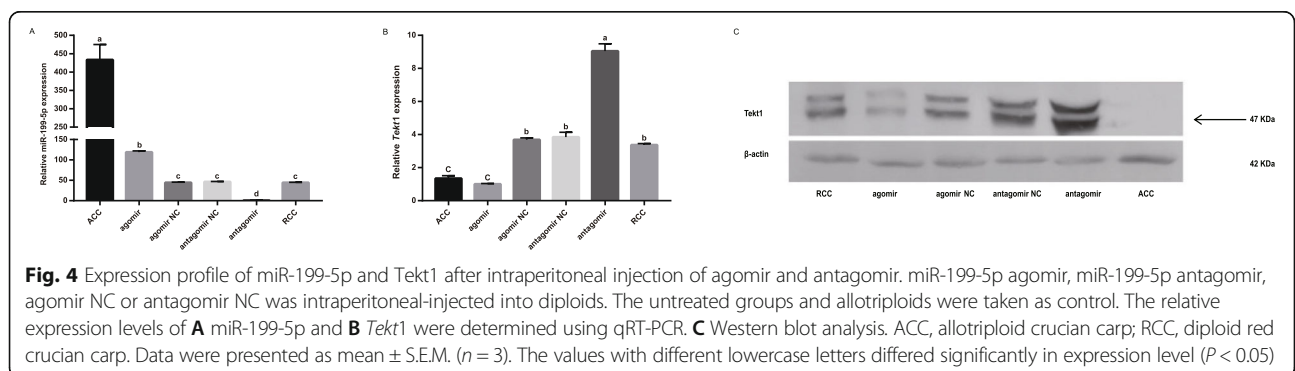 A
Relative miR-199-5p expression
500
450
400
350
300
250
150
100
50
0
a
b
c
c
d
c
ACC
agomir
agomir NC
antagomir NC
antagomir
RCC
B
Relative Tekt1 expression
10
8
6
4
2
0
C
C
b
b
a
b
ACC
agomir
agomir NC
antagomir NC
antagomir
RCC
C
Tekt1
47 KDa
β-actin
42 KDa
RCC agomir agomir NC antagomir NC antagomir ACC
Fig. 4 Expression profile of miR-199-5p and Tekt1 after intraperitoneal injection of agomir and antagomir. miR-199-5p agomir, miR-199-5p antagomir,
agomir NC or antagomir NC was intraperitoneal-injected into diploids. The untreated groups and allotriploids were taken as control. The relative
expression levels of A miR-199-5p and B Tekt1 were determined using qRT-PCR. C Western blot analysis. ACC, allotriploid crucian carp; RCC, diploid red
crucian carp. Data were presented as mean ± S.E.M. (n = 3). The values with different lowercase letters differed significantly in expression level (P < 0.05)